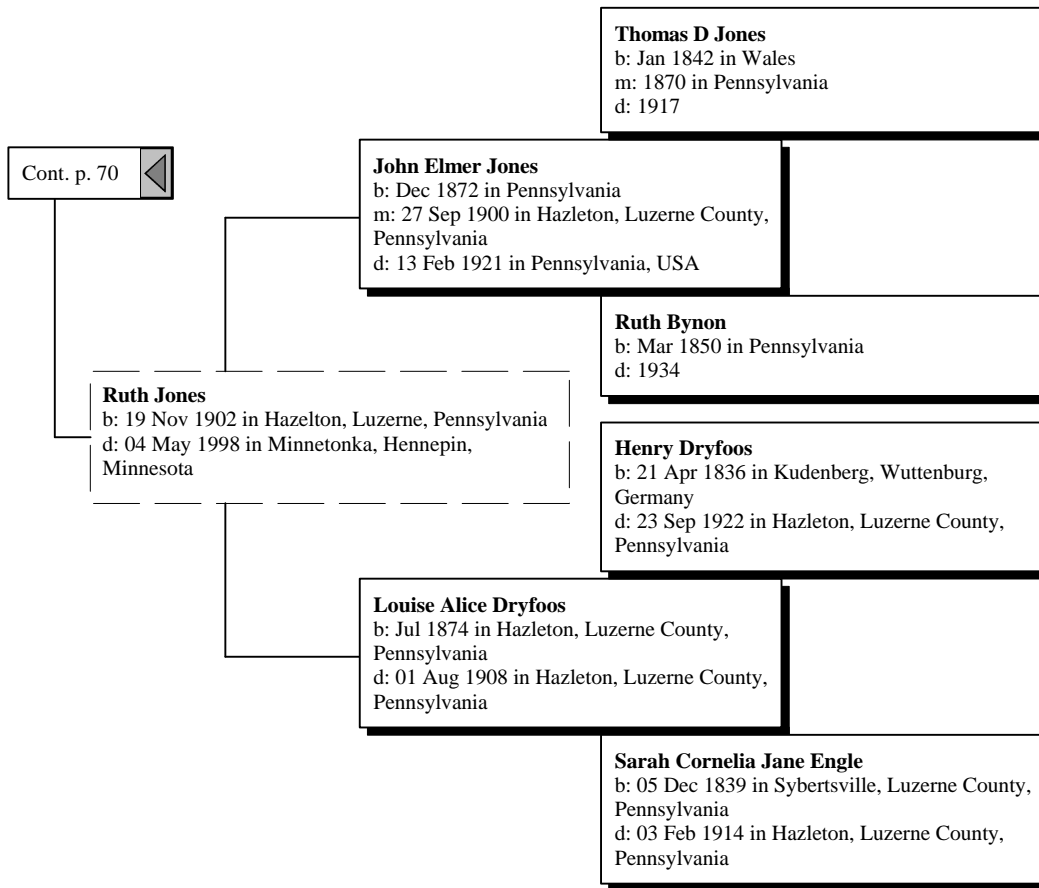 Thomas D Jones
b: Jan 1842 in Wales
m: 1870 in Pennsylvania
d: 1917
Cont. p. 70
John Elmer Jones
b: Dec 1872 in Pennsylvania
m: 27 Sep 1900 in Hazleton, Luzerne County,
Pennsylvania
d: 13 Feb 1921 in Pennsylvania, USA
Ruth Bynon
b: Mar 1850 in Pennsylvania
d: 1934
Ruth Jones
b: 19 Nov 1902 in Hazelton, Luzerne, Pennsylvania
d: 04 May 1998 in Minnetonka, Hennepin,
Minnesota
Henry Dryfoos
b: 21 Apr 1836 in Kudenberg, Wuttenburg,
Germany
d: 23 Sep 1922 in Hazleton, Luzerne County,
Pennsylvania
Louise Alice Dryfoos
b: Jul 1874 in Hazleton, Luzerne County,
Pennsylvania
d: 01 Aug 1908 in Hazleton, Luzerne County,
Pennsylvania
Sarah Cornelia Jane Engle
b: 05 Dec 1839 in Sybertsville, Luzerne County,
Pennsylvania
d: 03 Feb 1914 in Hazleton, Luzerne County,
Pennsylvania